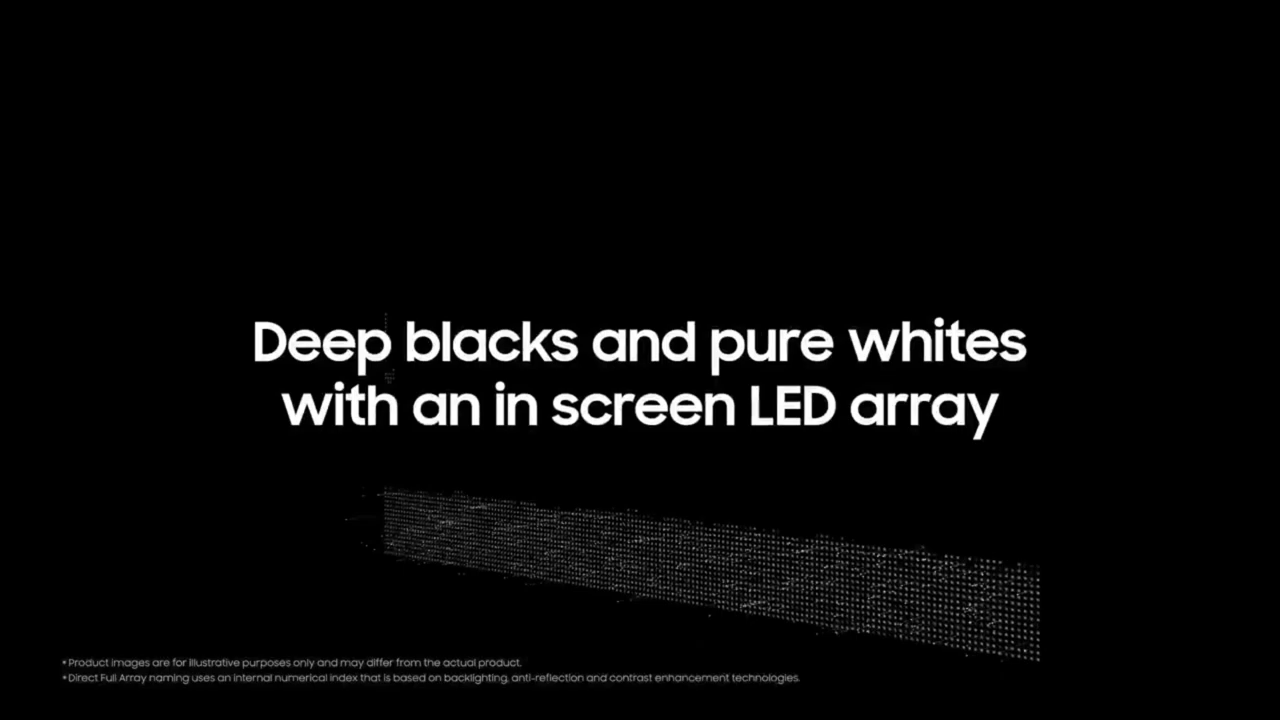 Deep blacks and pure whites
with an in screen LED array
*Product images are for illustrative purposes only and may differ from the actual product.
*Direct Full Array naming uses an internal numerical index that is based on backlighting, anti-reflection and contrast enhancement technologies.